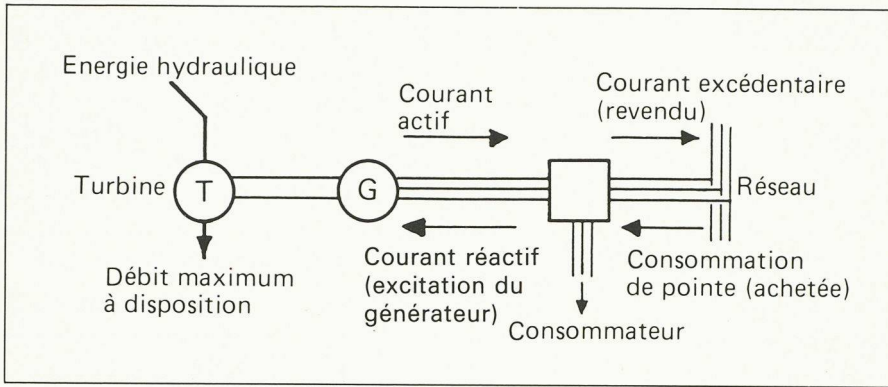 Energie hydraulique
Courant
actif
Courant excédentaire
(revendu)
Turbine
T
G
Réseau
Débit maximum
à disposition
Courant réactif
(excitation du
générateur)
Consommation
de pointe (achetée)
Consommateur